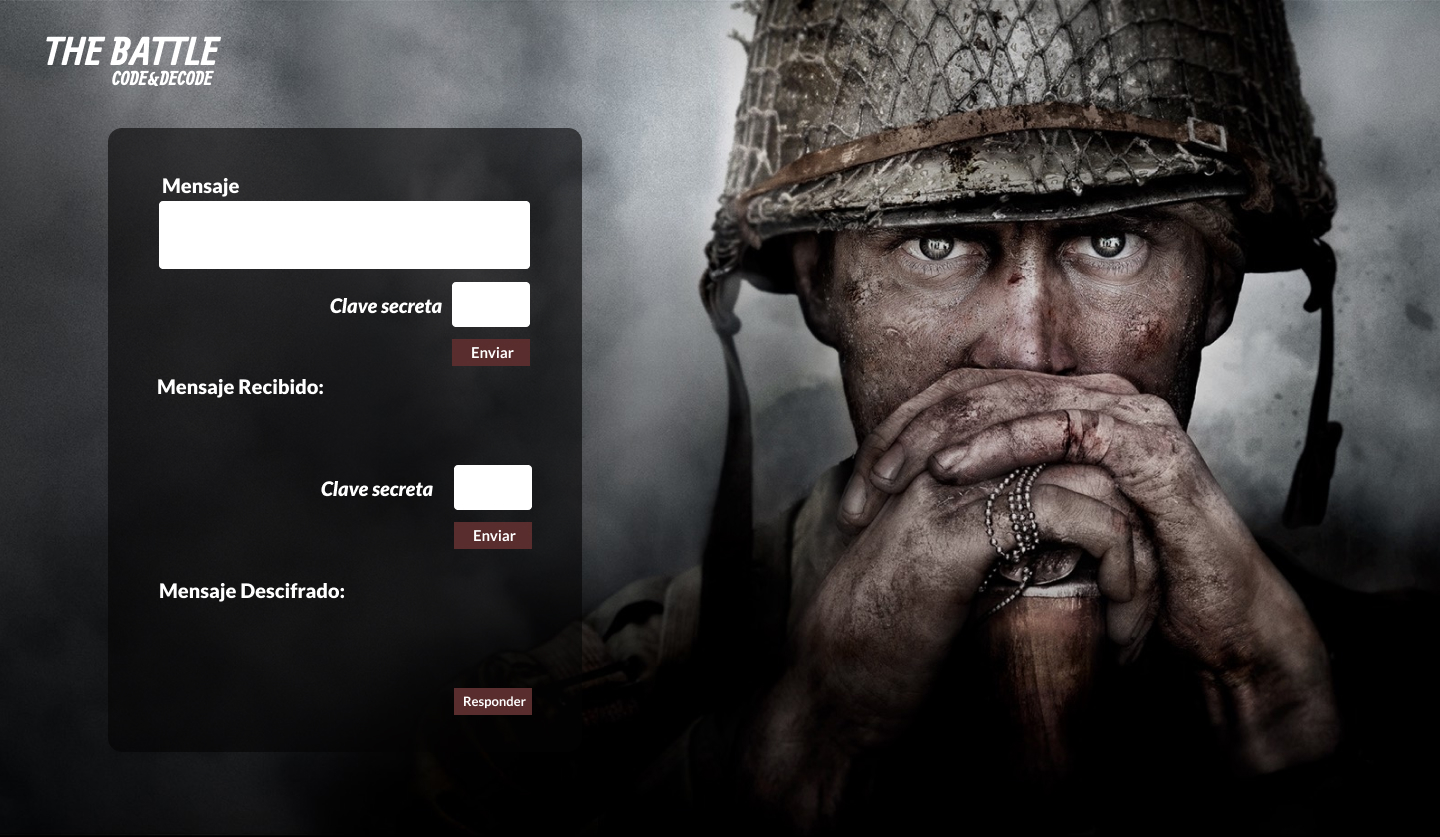 THE BATTLE
CODE&DECODE
Mensaje
Clave secreta
Enviar
Mensaje Recibido:
Clave secreta
Enviar
Mensaje Descifrado:
Responder